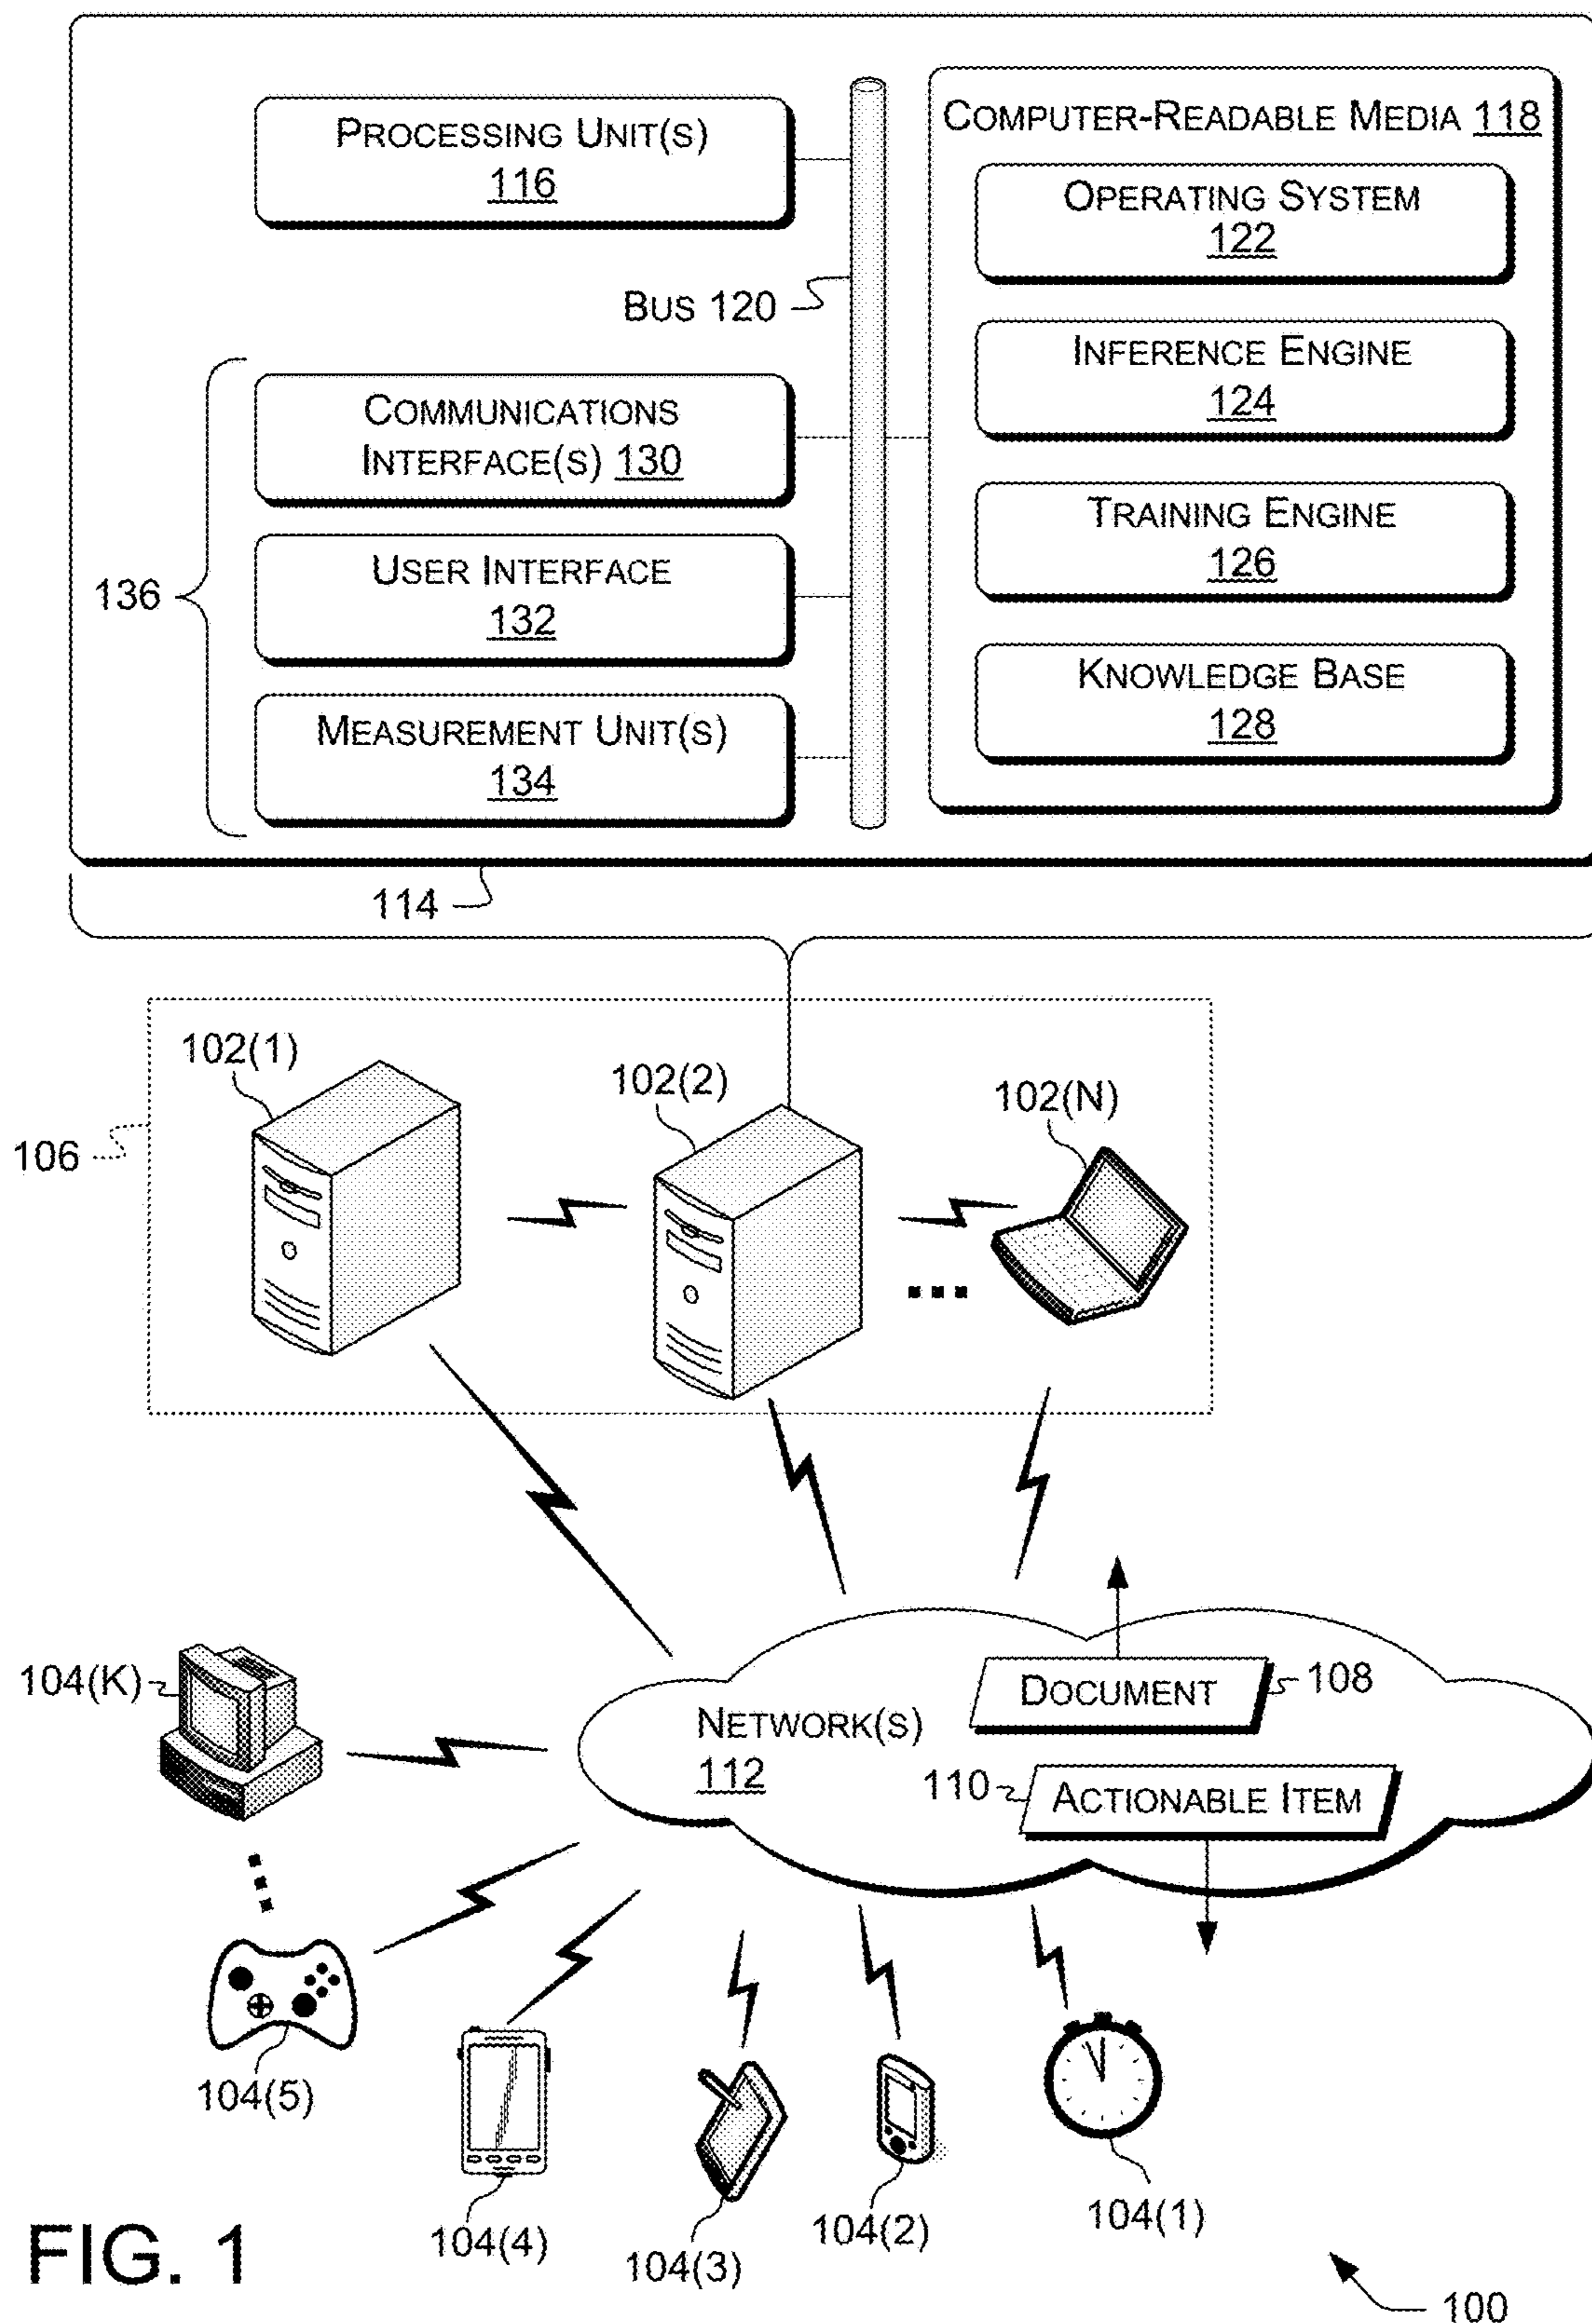 PROCESSING UNIT(S)
116
BUS 120
COMMUNICATIONS
INTERFACE(S) 130
USER INTERFACE
132
MEASUREMENT UNIT(S)
134
136
COMPUTER-READABLE MEDIA 118
OPERATING SYSTEM
122
INFERENCE ENGINE
124
TRAINING ENGINE
126
KNOWLEDGE BASE
128
114
102(1)
102(2)
102(N)
106
104(K)
NETWORK(S)
112
DOCUMENT
108
110
ACTIONABLE ITEM
104(5)
104(4)
104(3)
104(2)
104(1)
FIG. 1
100